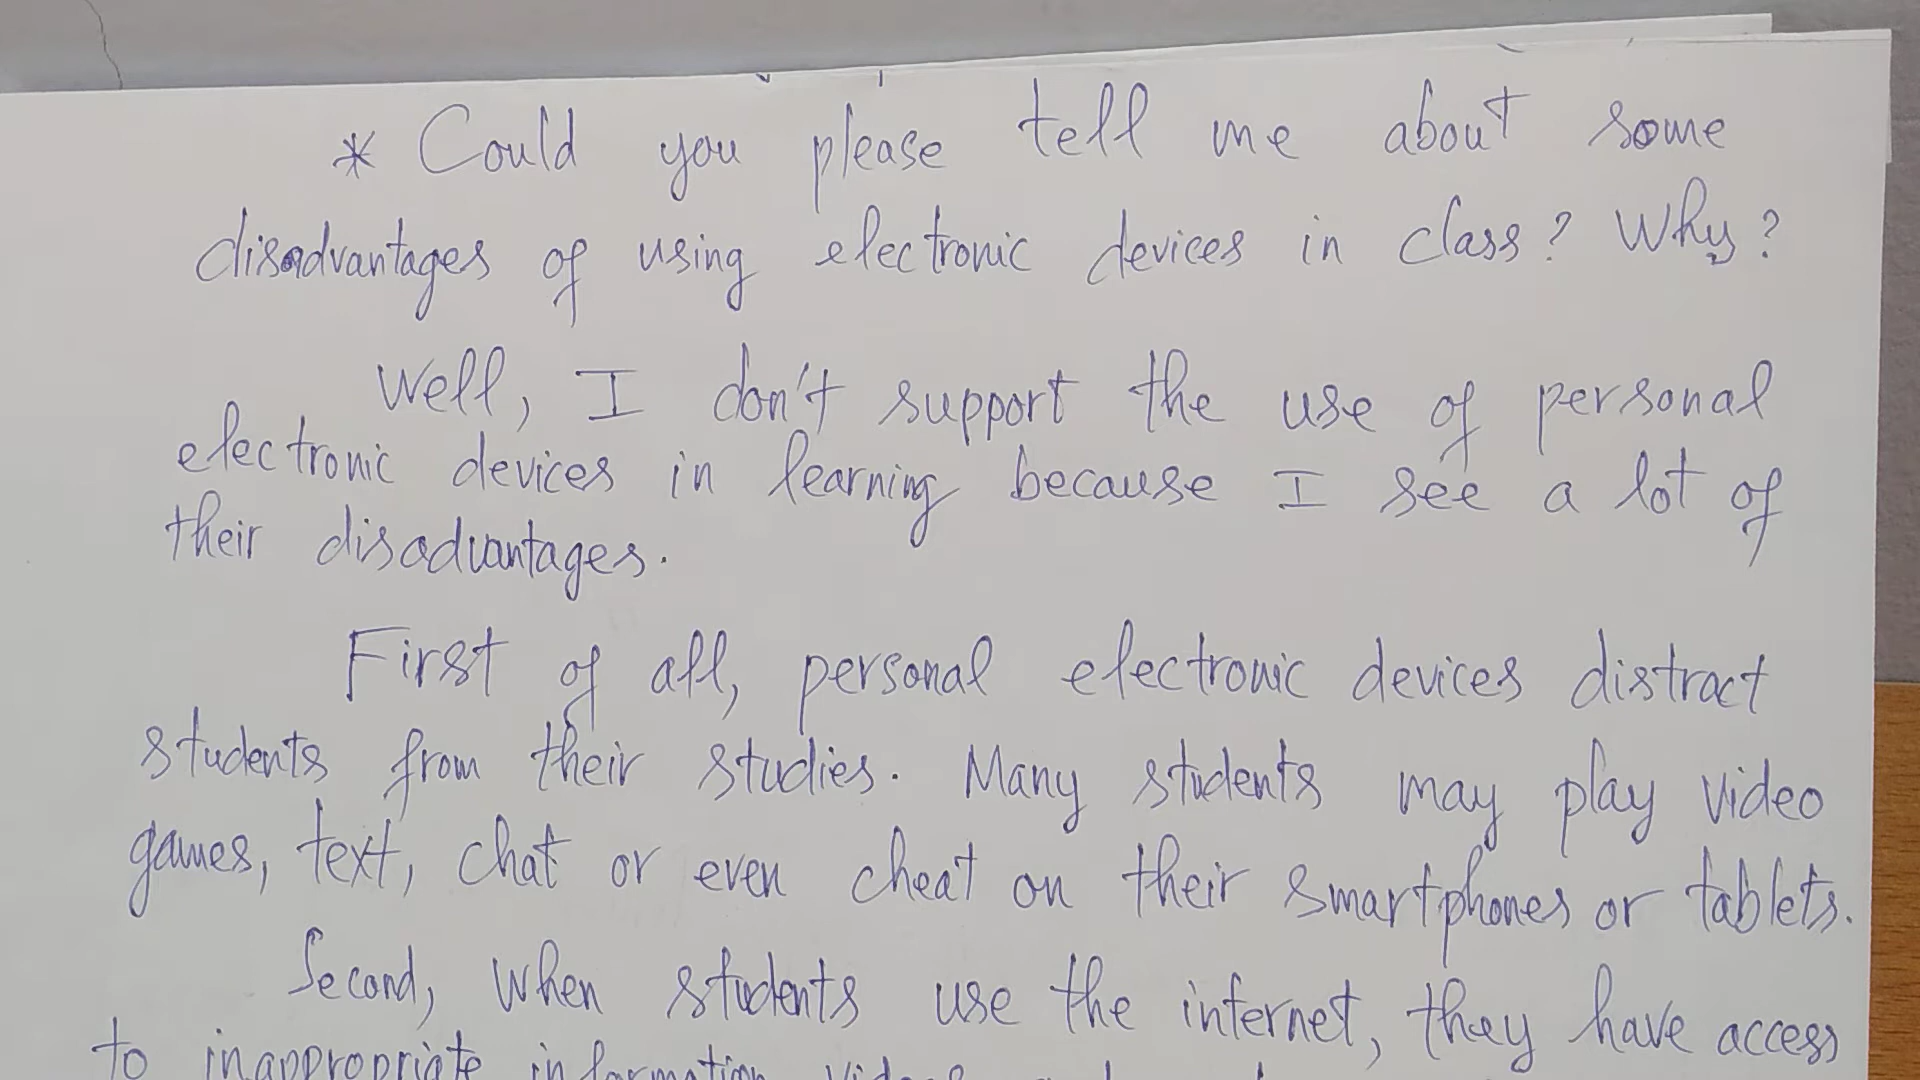 * Could you please tell me about some
disadvantages of using electronic devices in class? Why?
Well, I don't support the use of personal
electronic devices in learning because I see a lot of
their disadvantages.
First of all, personal electronic devices distract
students from their studies. Many students may play video
games, text, chat or even cheat on their smartphones or tablets.
Second, when students use the internet, they have access
to inappropriate information